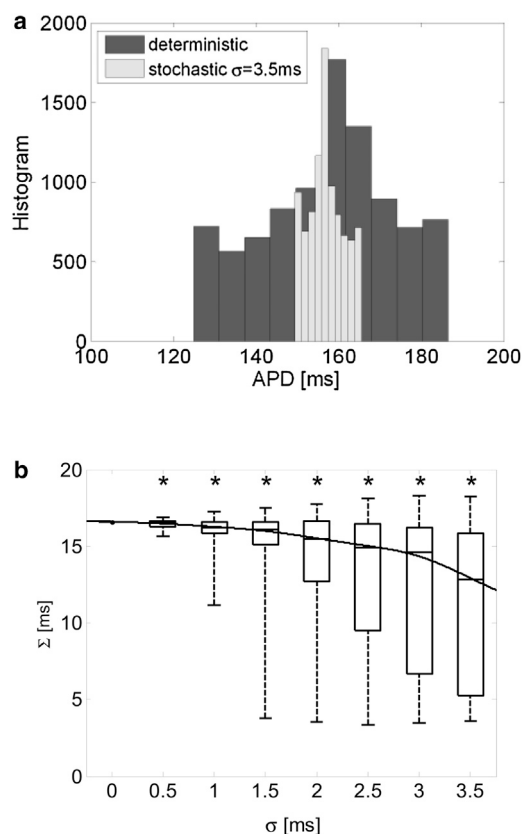 a
2000
1500
1000
500
0
Histogram
deterministic
stochastic σ=3.5ms
100 120 140 160 180 200
APD [ms]
b
20
15
10
5
0
Σ [ms]
* * * * * * *
0 0.5 1 1.5 2 2.5 3 3.5
σ [ms]